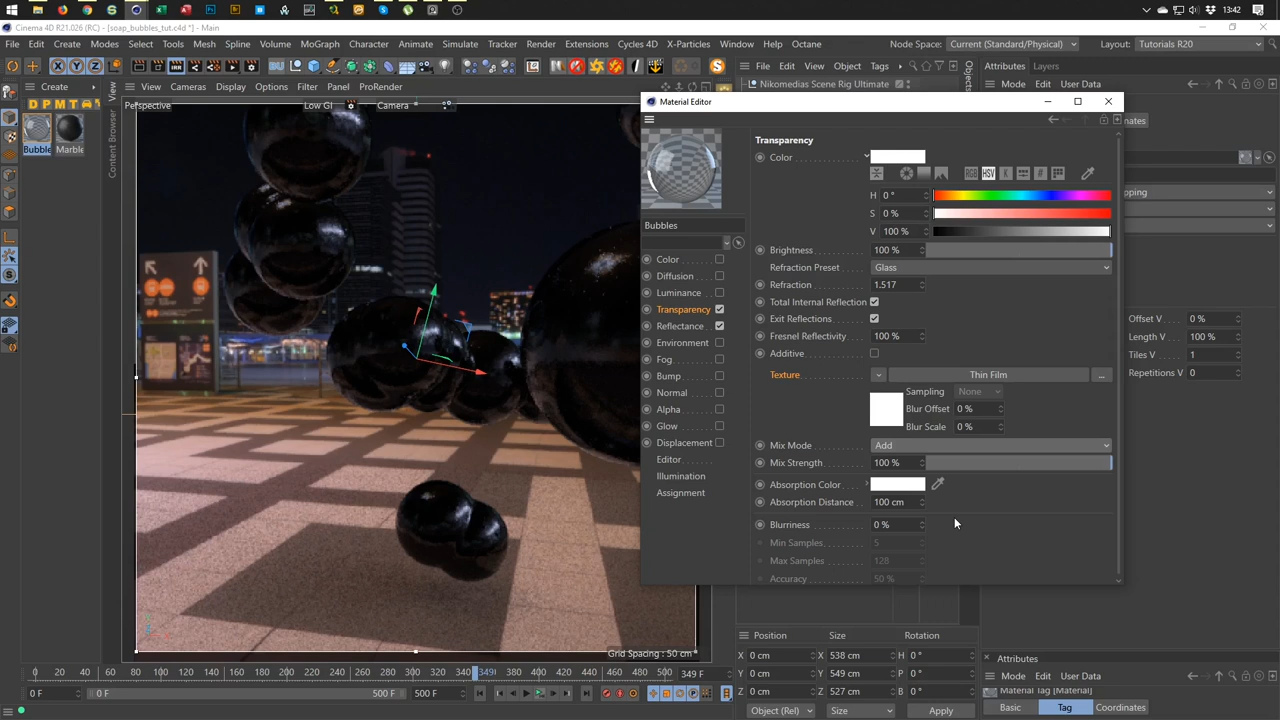 13:42
Cinema 4D R21.026 (RC) - [soap_bubbles_tut.c4d *] - Main
File Edit Create Modes Select Tools Mesh Spline Volume MoGraph Character Animate Simulate Tracker Render Extensions Cycles 4D X-Particles Window Help Octane Node Space: Current (Standard/Physical) Layout: Tutorials R20
File Edit View Object Tags Attributes Layers
Create View Cameras Display Options Filter Panel ProRender Nikomedias Scene Rig Ultimate Mode Edit User Data
Perspective Low GI Camera
Material Editor
Content Browser
Objects
Bubble Marble
Bubbles
Color
Diffusion
Luminance
Transparency
Reflectance
Environment
Fog
Bump
Normal
Alpha
Glow
Displacement
Editor
Illumination
Assignment
Transparency
Color
H 0 °
RGB HSV K
S 0 %
V 100 %
Brightness 100 %
Refraction Preset Glass
Refraction 1.517
Total Internal Reflection
Exit Reflections
Fresnel Reflectivity 100 %
Additive
Texture Thin Film ...
Sampling None
Blur Offset 0 %
Blur Scale 0 %
Mix Mode Add
Mix Strength 100 %
Absorption Color
Absorption Distance 100 cm
Blurriness 0 %
Min Samples 5
Max Samples 128
Accuracy 50 %
Offset V 0 %
Length V 100 %
Tiles V 1
Repetitions V 0
Grid Spacing : 50 cm
Position Size Rotation
X 0 cm X 538 cm H 0 °
Y 0 cm Y 549 cm P 0 °
Z 0 cm Z 527 cm B 0 °
Object (Rel) Size Apply
Attributes
Mode Edit User Data
Material Tag [Material]
Basic Tag Coordinates
0 20 40 60 80 100 120 140 160 180 200 220 240 260 280 300 320 349 380 400 420 440 460 480 500 349 F
0 F 0 F 500 F 500 F